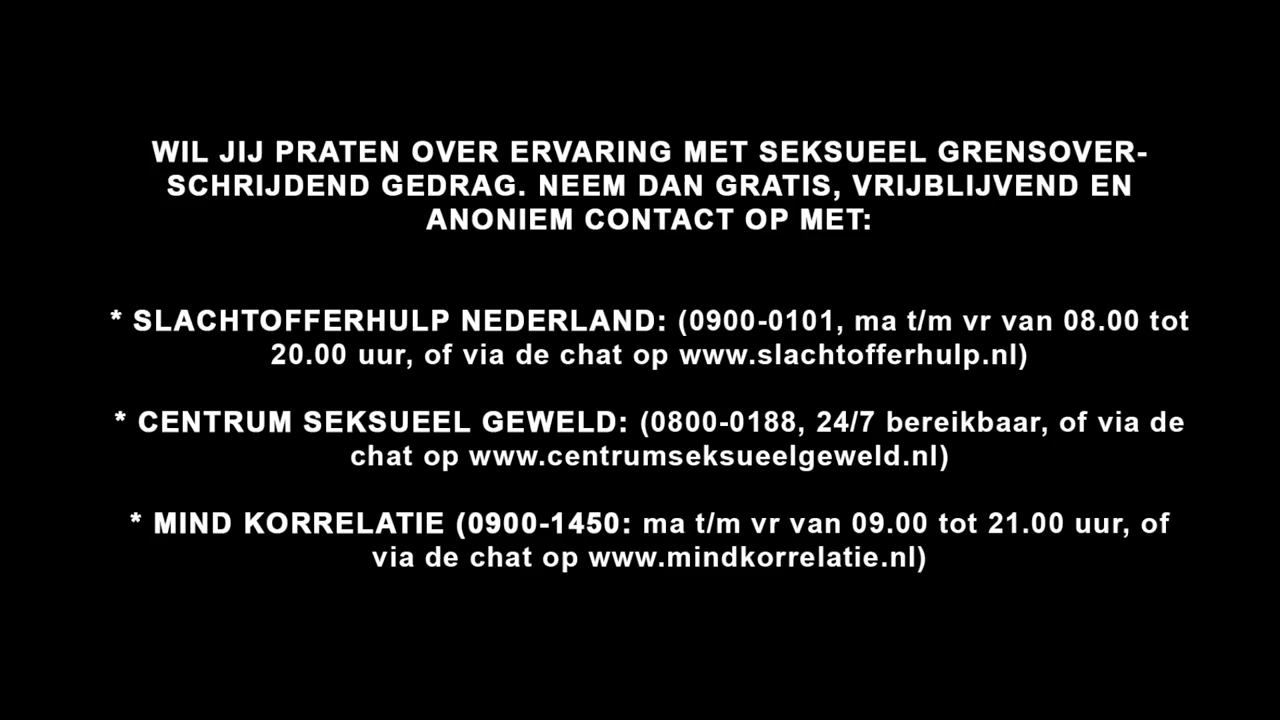 WIL JIJ PRATEN OVER ERVARING MET SEKSUEEL GRENSOVER-
SCHRIJDEND GEDRAG. NEEM DAN GRATIS, VRIJBLIJVEND EN
ANONIEM CONTACT OP MET:
* SLACHTOFFERHULP NEDERLAND: (0900-0101, ma t/m vr van 08.00 tot
20.00 uur, of via de chat op www.slachtofferhulp.nl)
* CENTRUM SEKSUEEL GEWELD: (0800-0188, 24/7 bereikbaar, of via de
chat op www.centrumseksueelgeweld.nl)
* MIND KORRELATIE (0900-1450: ma t/m vr van 09.00 tot 21.00 uur, of
via de chat op www.mindkorrelatie.nl)